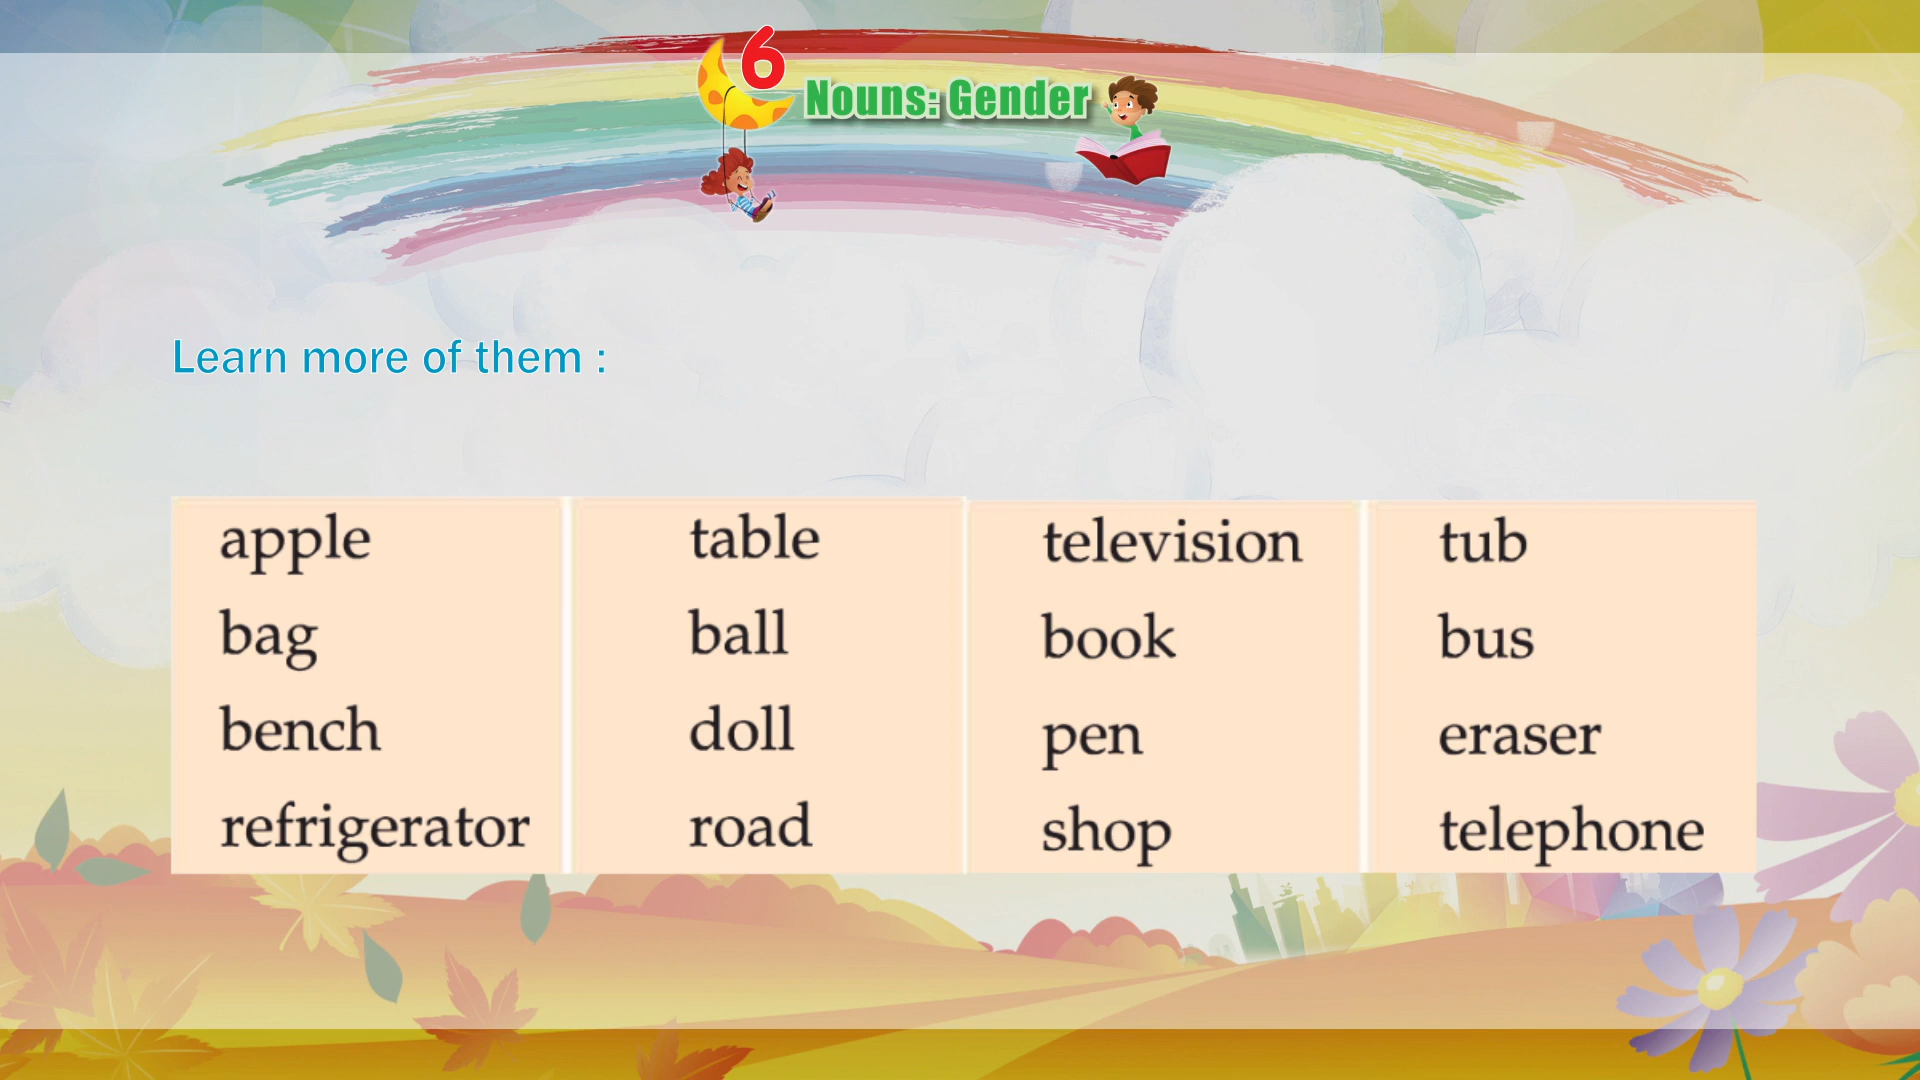 6
Nouns: Gender
Learn more of them :
apple table television tub
bag ball book bus
bench doll pen eraser
refrigerator road shop telephone